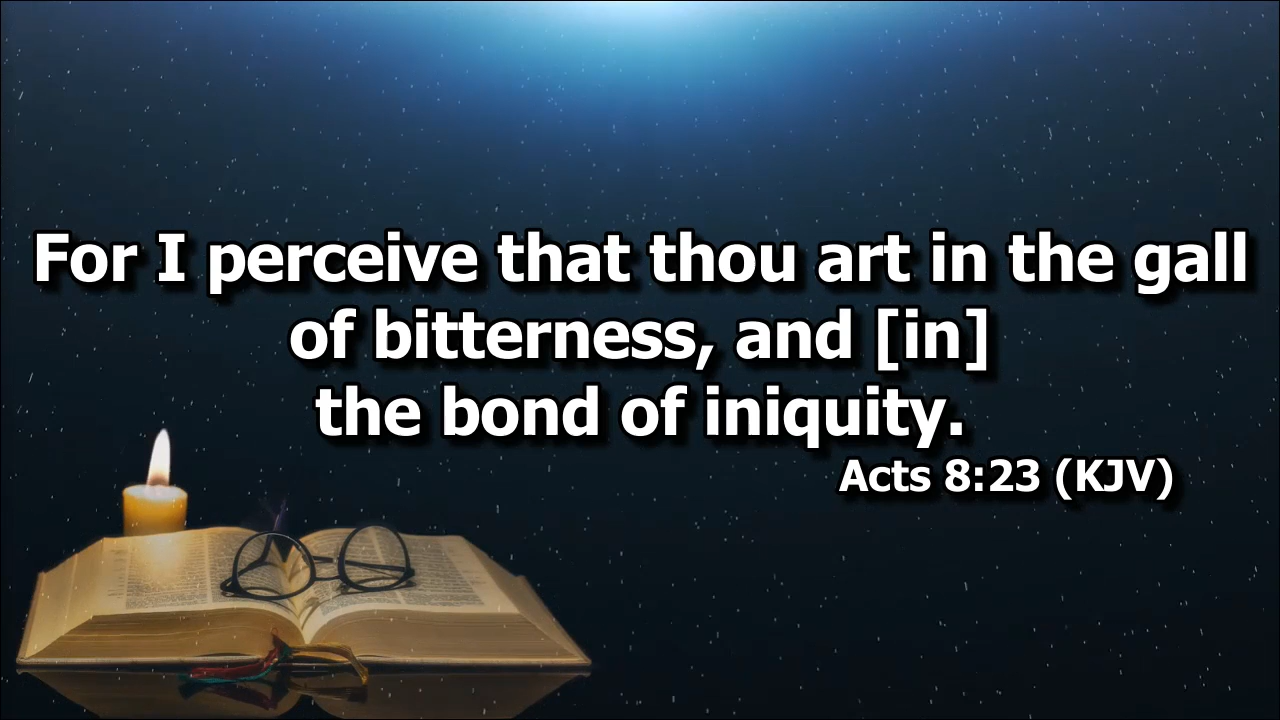 For I perceive that thou art in the gall
of bitterness, and [in]
the bond of iniquity.
Acts 8:23 (KJV)